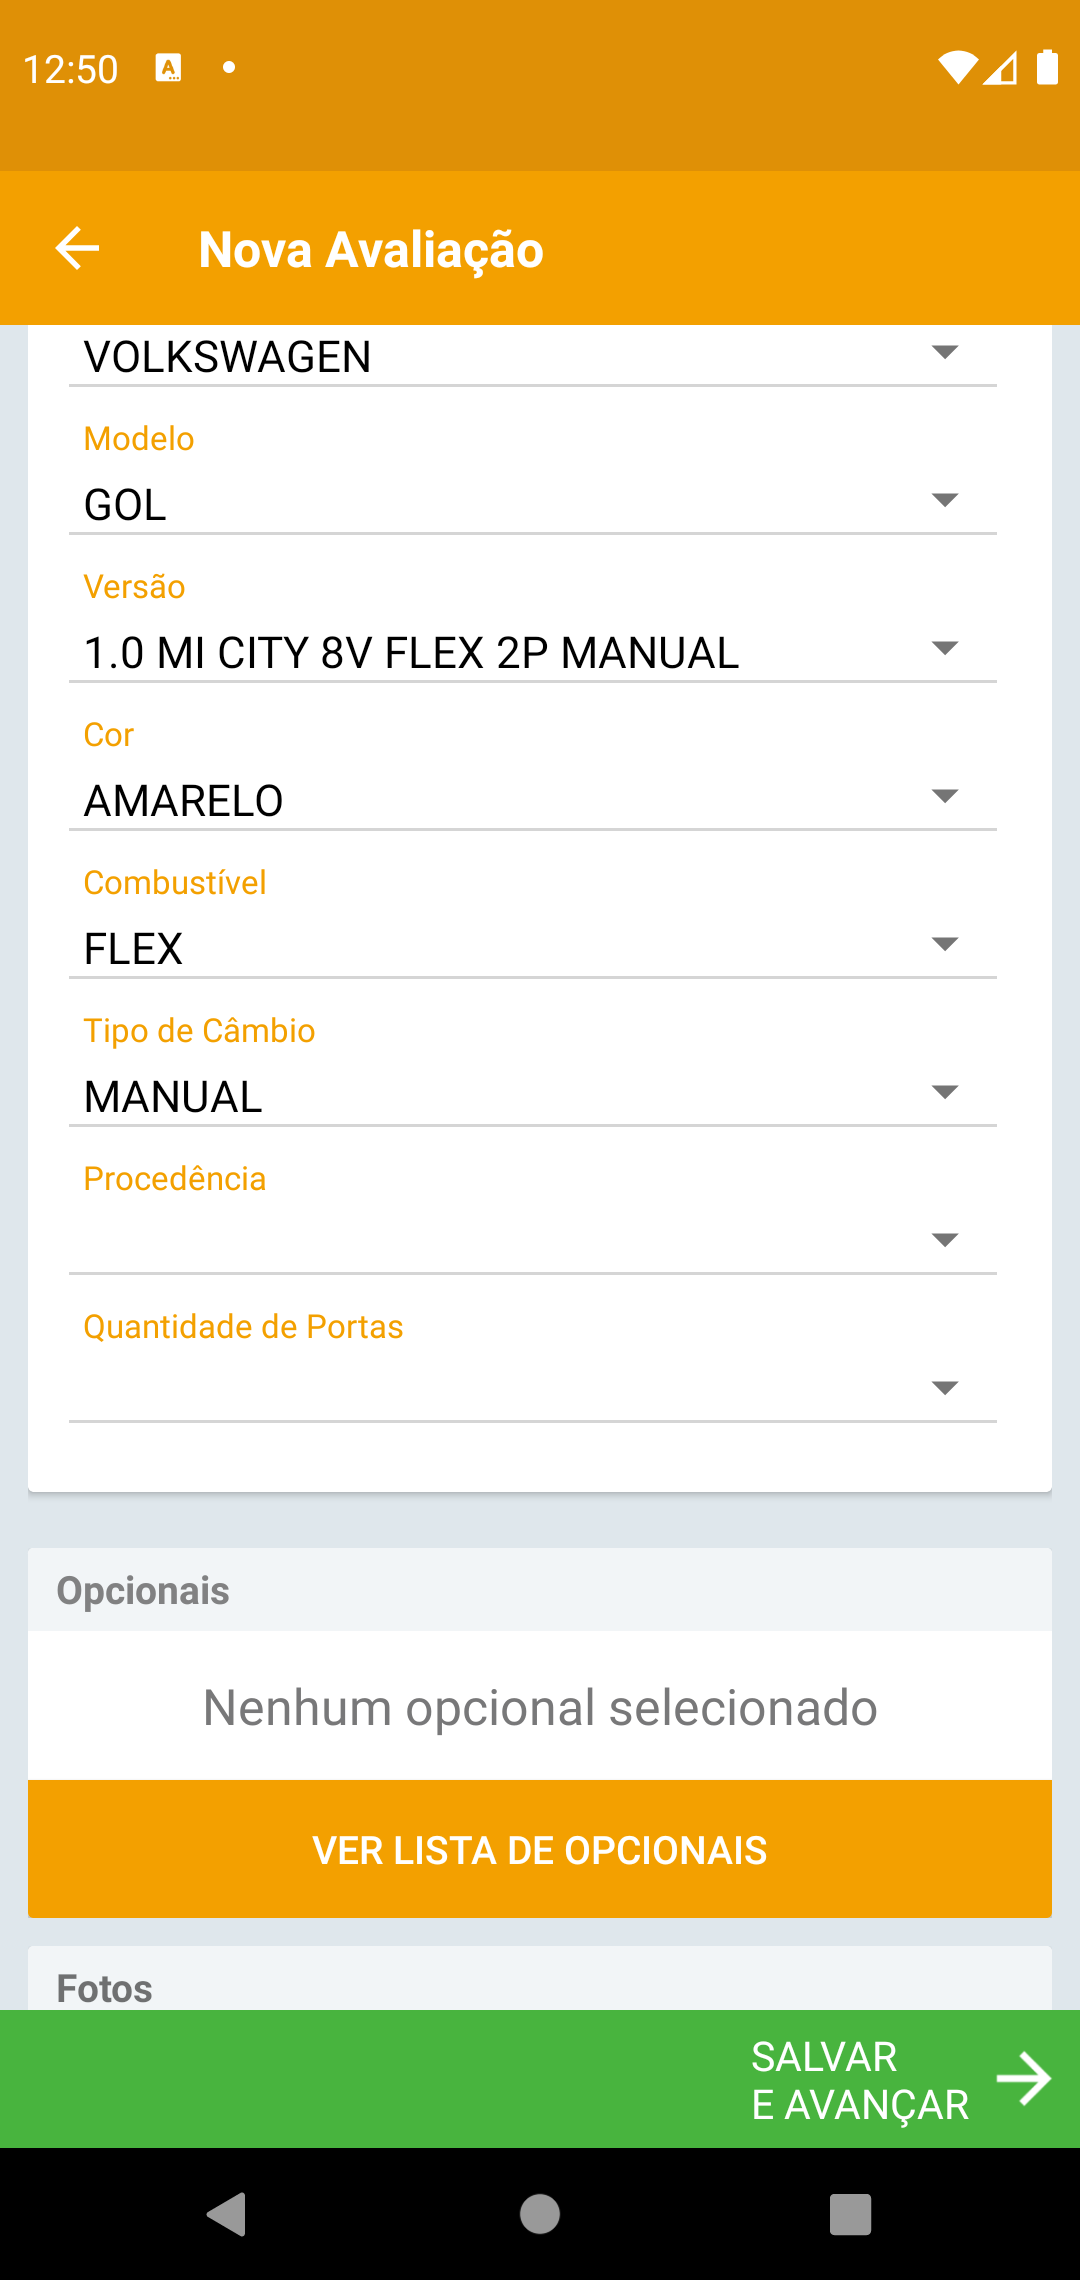 12:50
Nova Avaliação
VOLKSWAGEN
Modelo
GOL
Versão
1.0 MI CITY 8V FLEX 2P MANUAL
Cor
AMARELO
Combustível
FLEX
Tipo de Câmbio
MANUAL
Procedência
Quantidade de Portas
Opcionais
Nenhum opcional selecionado
VER LISTA DE OPCIONAIS
Fotos
SALVAR
E AVANÇAR